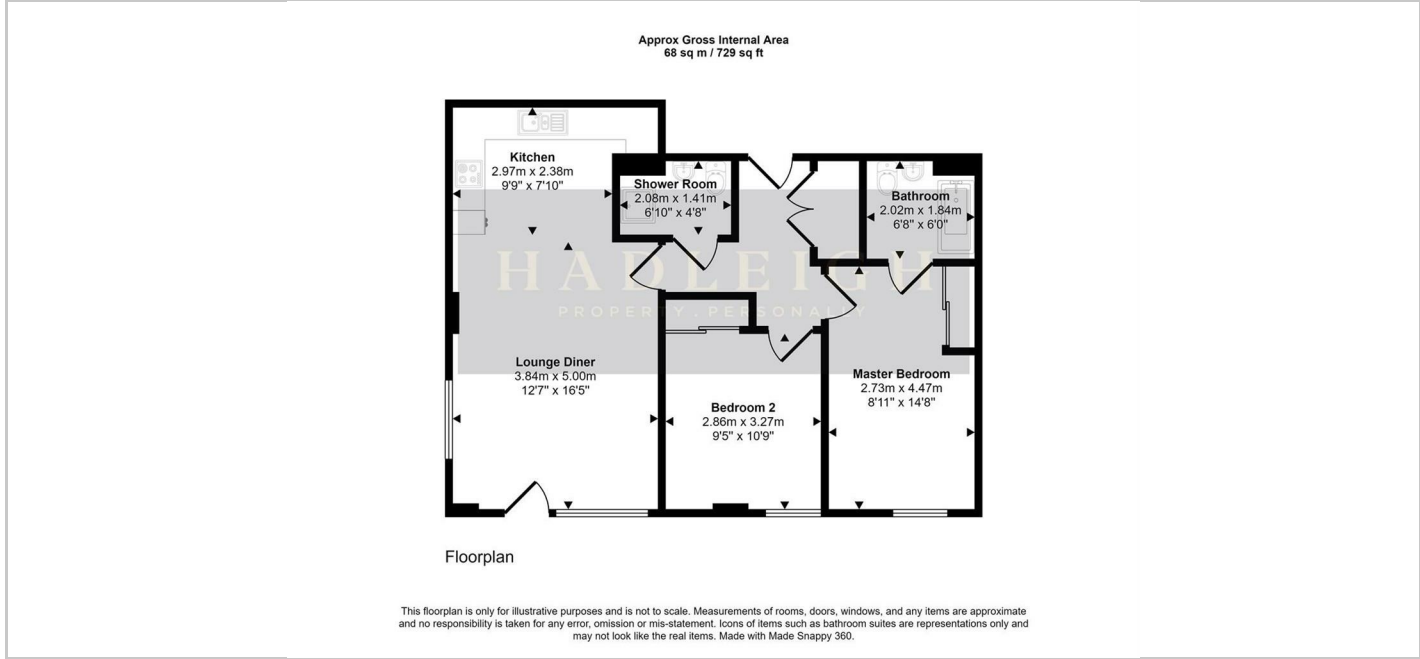 Approx Gross Internal Area
68 sq m / 729 sq ft
Kitchen
2.97m x 2.38m
9'9" x 7'10"
Shower Room
2.08m x 1.41m
6'10" x 4'8"
Bathroom
2.02m x 1.84m
6'8" x 6'0"
HADLEIGH
PROPERTY. PERSONALLY
Lounge Diner
3.84m x 5.00m
12'7" x 16'5"
Master Bedroom
2.73m x 4.47m
8'11" x 14'8"
Bedroom 2
2.86m x 3.27m
9'5" x 10'9"
Floorplan
This floorplan is only for illustrative purposes and is not to scale. Measurements of rooms, doors, windows, and any items are approximate
and no responsibility is taken for any error, omission or mis-statement. Icons of items such as bathroom suites are representations only and
may not look like the real items. Made with Made Snappy 360.